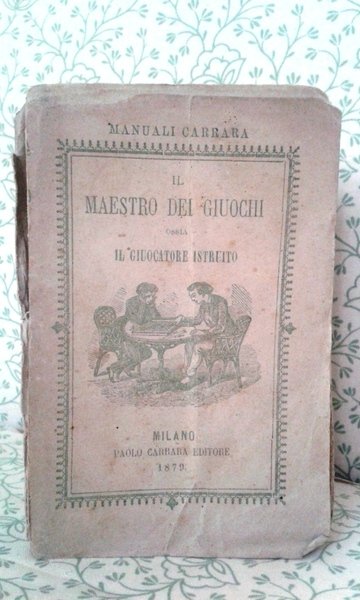 MANUALI CARRARA
IL
MAESTRO DEI GIUOCHI
OSSIA
IL GIUOCATORE ISTRUITO
MILANO
PAOLO CARRARA EDITORE
1879.